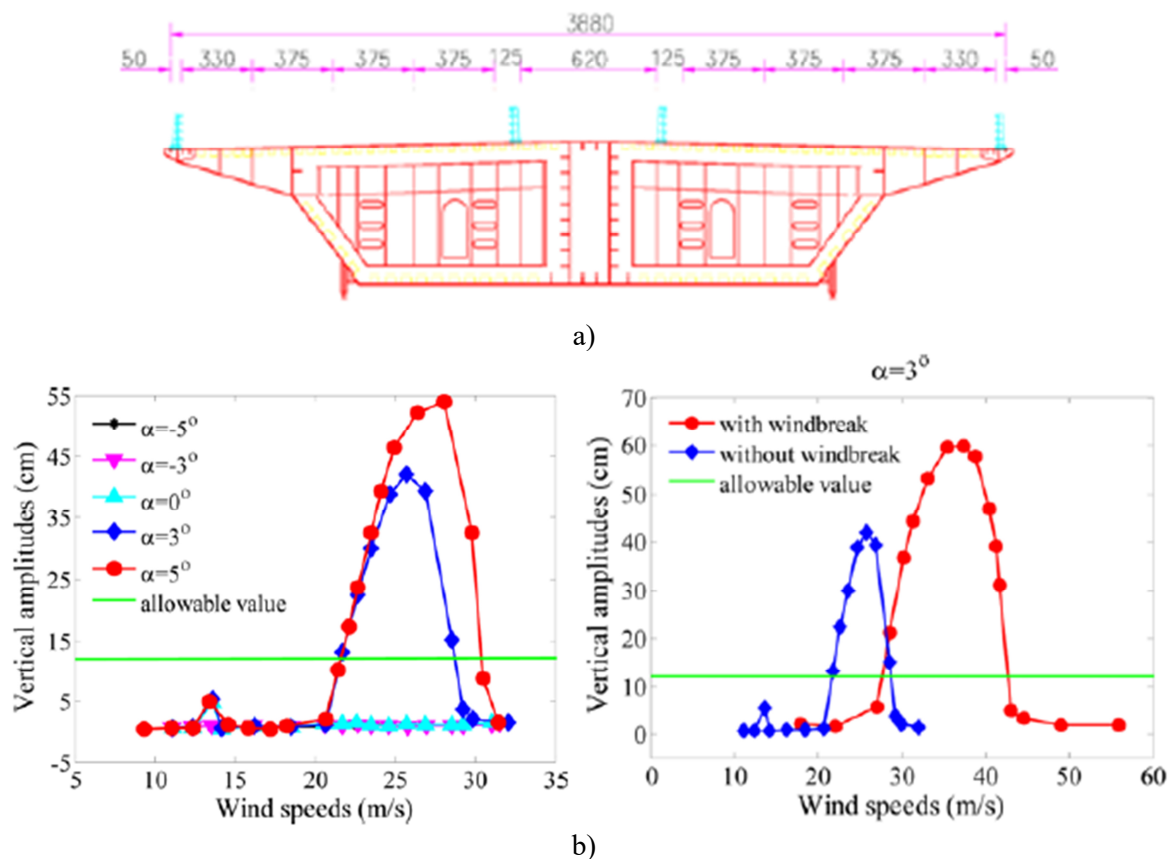 3880
50 330 375 375 375 125 620 125 375 375 375 330 50
a)
α=-5°
α=-3°
α=0°
α=3°
α=5°
allowable value
Vertical amplitudes (cm)
55
45
35
25
15
5
-5
5 10 15 20 25 30 35
Wind speeds (m/s)
α=3°
with windbreak
without windbreak
allowable value
Vertical amplitudes (cm)
70
60
50
40
30
20
10
0
0 10 20 30 40 50 60
Wind speeds (m/s)
b)